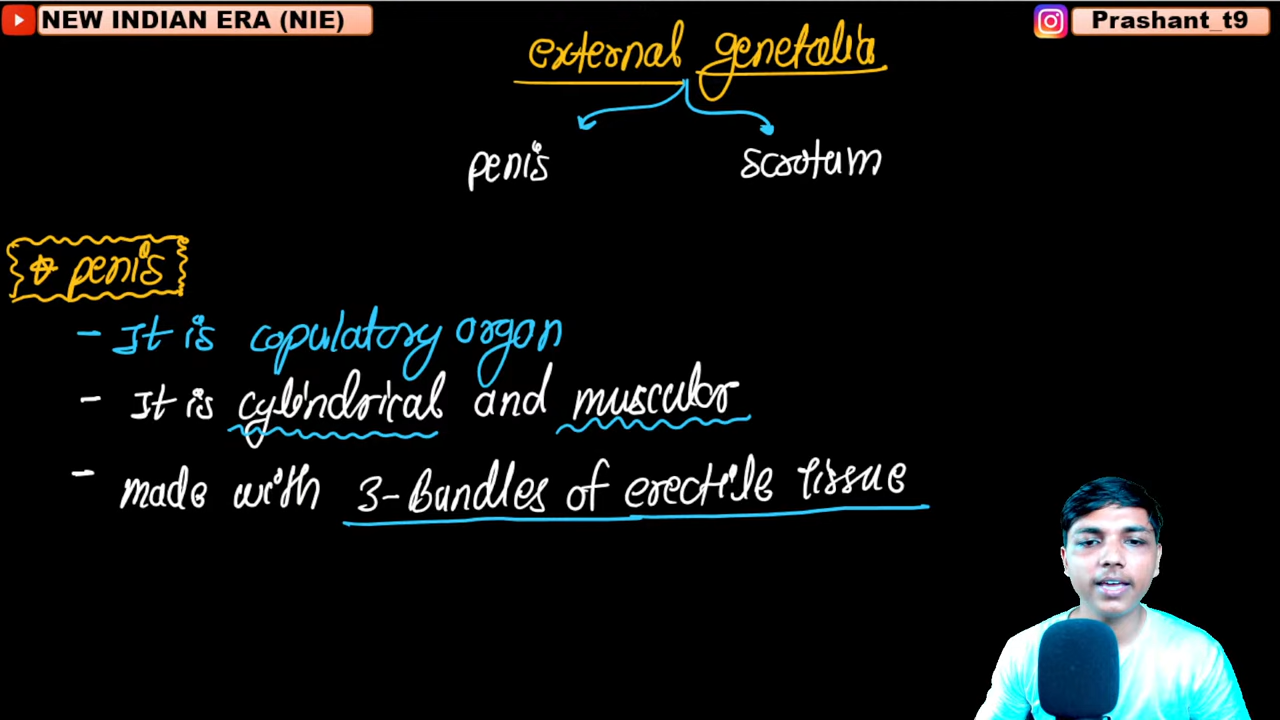 NEW INDIAN ERA (NIE)
Prashant_t9
external genetalia
penis scrotum
penis
- It is copulatory organ
- It is cylindrical and muscular
- made with 3-Bundles of erectile tissue